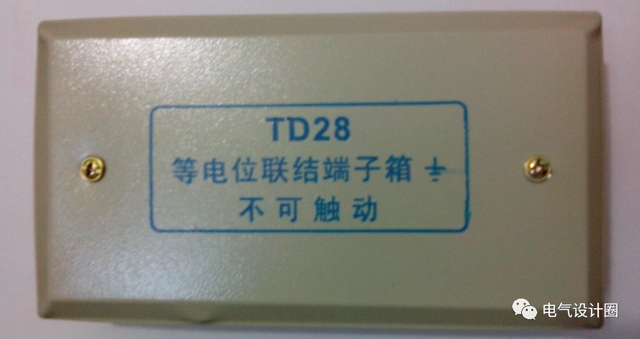 TD28
等电位联结端子箱
不可触动
电气设计圈